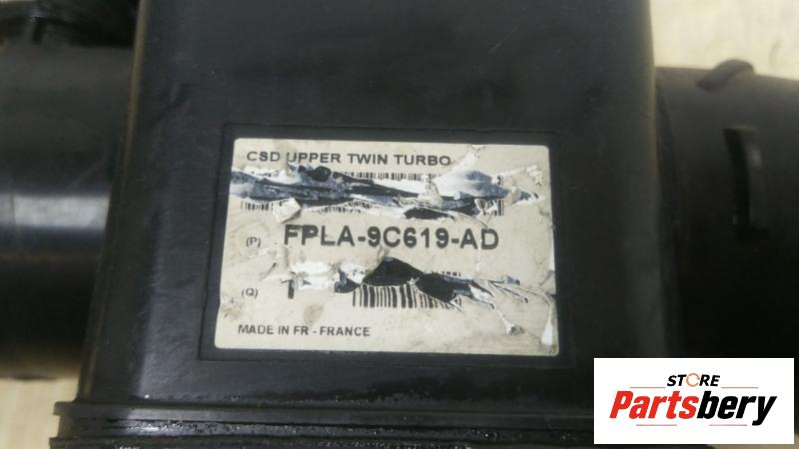 CSD UPPER TWIN TURBO
(P) FPLA-9C619-AD
(Q)
MADE IN FR - FRANCE
STORE
Partsbery